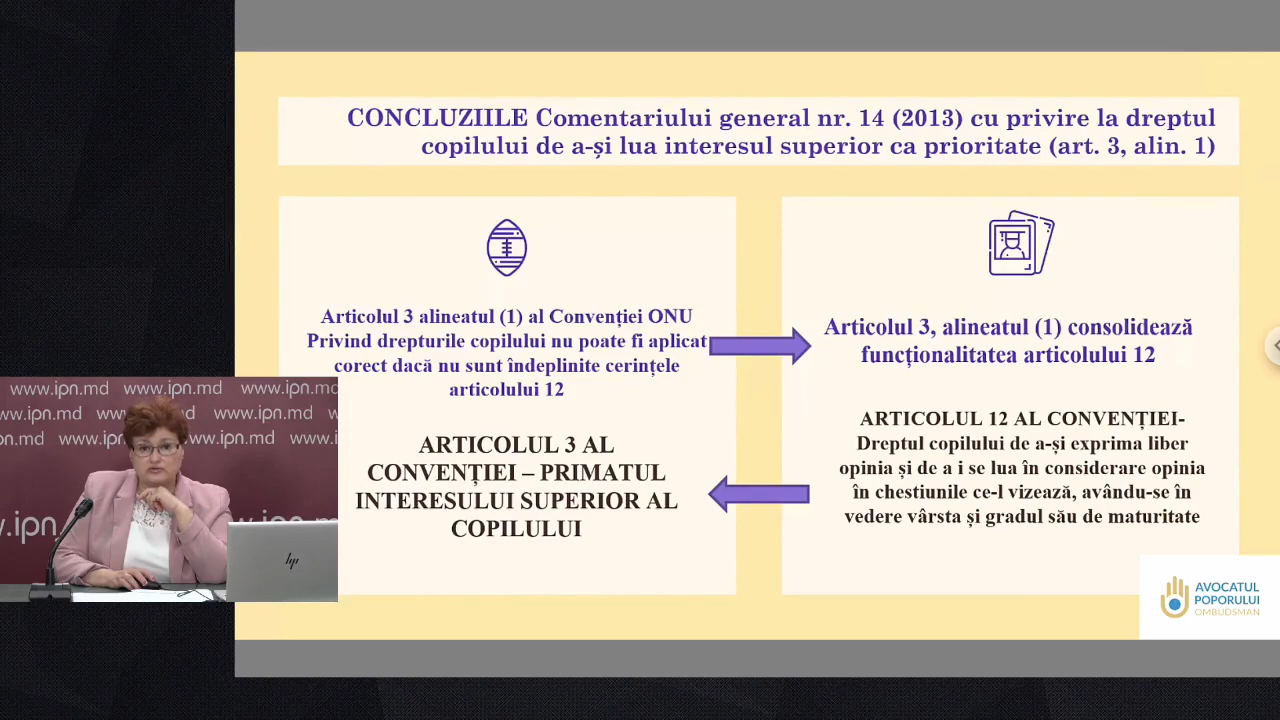 CONCLUZIILE Comentariului general nr. 14 (2013) cu privire la dreptul
copilului de a-și lua interesul superior ca prioritate (art. 3, alin. 1)
Articolul 3 alineatul (1) al Convenției ONU
Privind drepturile copilului nu poate fi aplicat
corect dacă nu sunt îndeplinite cerințele
articolului 12
ARTICOLUL 3 AL
CONVENȚIEI – PRIMATUL
INTERESULUI SUPERIOR AL
COPILULUI
Articolul 3, alineatul (1) consolidează
funcționalitatea articolului 12
ARTICOLUL 12 AL CONVENȚIEI-
Dreptul copilului de a-și exprima liber
opinia și de a i se lua în considerare opinia
în chestiunile ce-l vizează, avându-se în
vedere vârsta și gradul său de maturitate
AVOCATUL
POPORULUI
OMBUDSMAN
www.ipn.md www.ipn.md www.ipn.md
www.ipn.md
www.ipn.md
hp